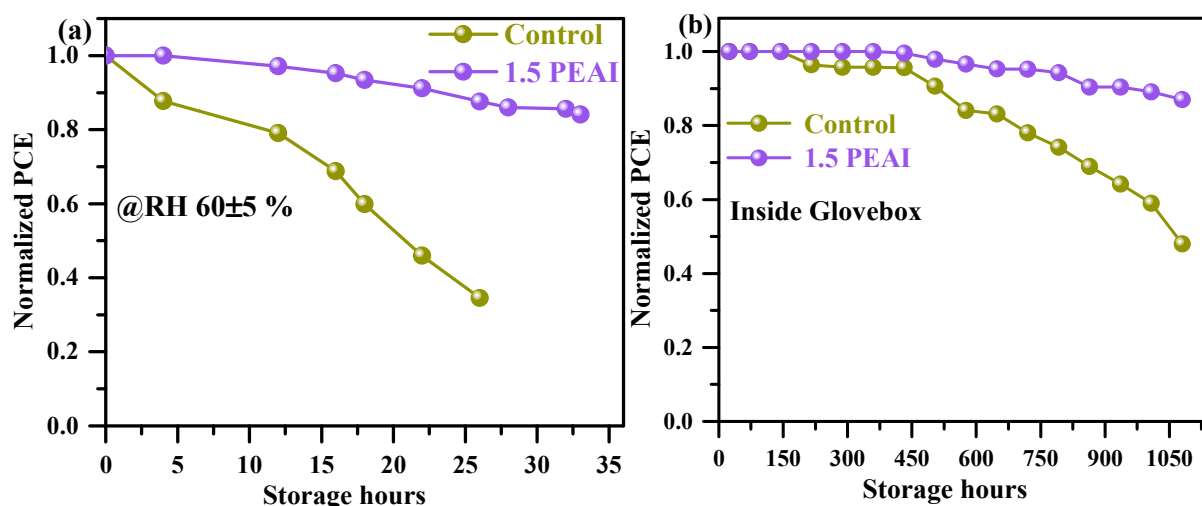 (a)
Control
1.5 PEAI
1.0
0.8
0.6
0.4
0.2
0.0
Normalized PCE
@RH 60±5 %
0 5 10 15 20 25 30 35
Storage hours
(b)
Control
1.5 PEAI
1.0
0.8
0.6
0.4
0.2
0.0
Normalized PCE
Inside Glovebox
0 150 300 450 600 750 900 1050
Storage hours